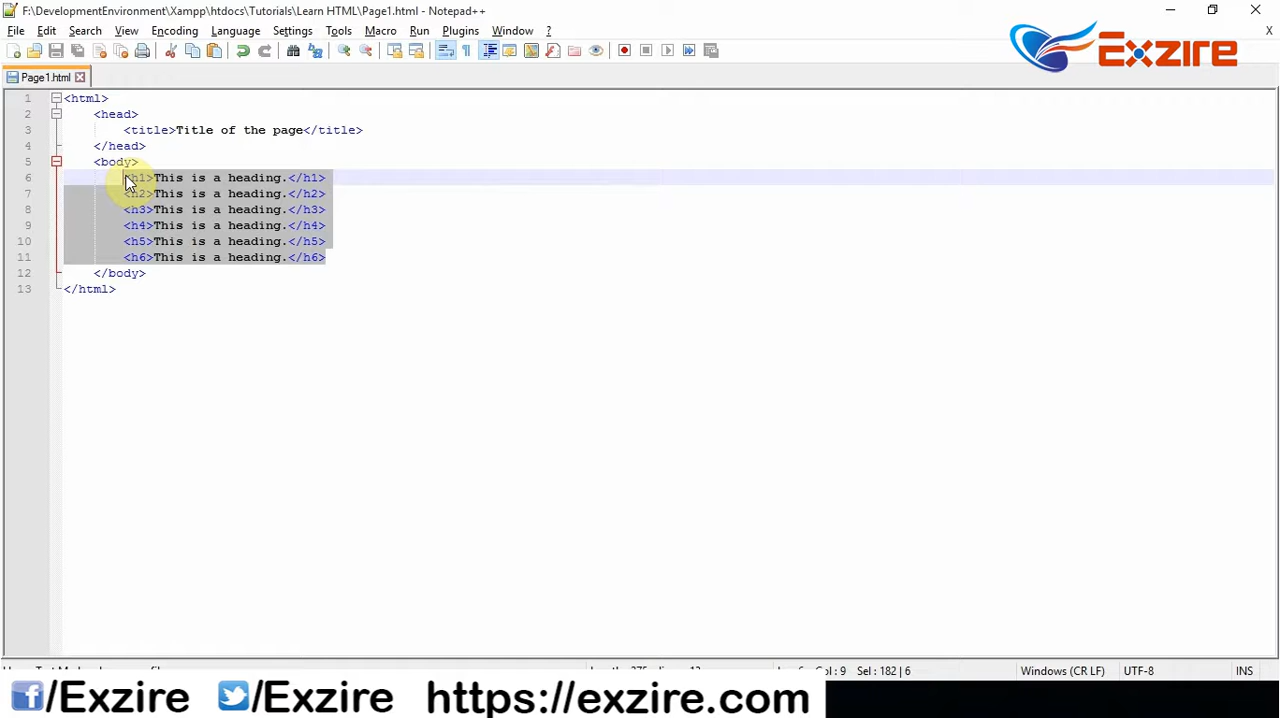 F:\DevelopmentEnvironment\Xampp\htdocs\Tutorials\Learn HTML\Page1.html - Notepad++
File Edit Search View Encoding Language Settings Tools Macro Run Plugins Window ? X
Exzire
Page1.html
1 <html>
2 <head>
3 <title>Title of the page</title>
4 </head>
5 <body>
6 <h1>This is a heading.</h1>
7 <h2>This is a heading.</h2>
8 <h3>This is a heading.</h3>
9 <h4>This is a heading.</h4>
10 <h5>This is a heading.</h5>
11 <h6>This is a heading.</h6>
12 </body>
13 </html>
Col : 9 Sel : 182 | 6 Windows (CR LF) UTF-8 INS
/Exzire /Exzire https://exzire.com